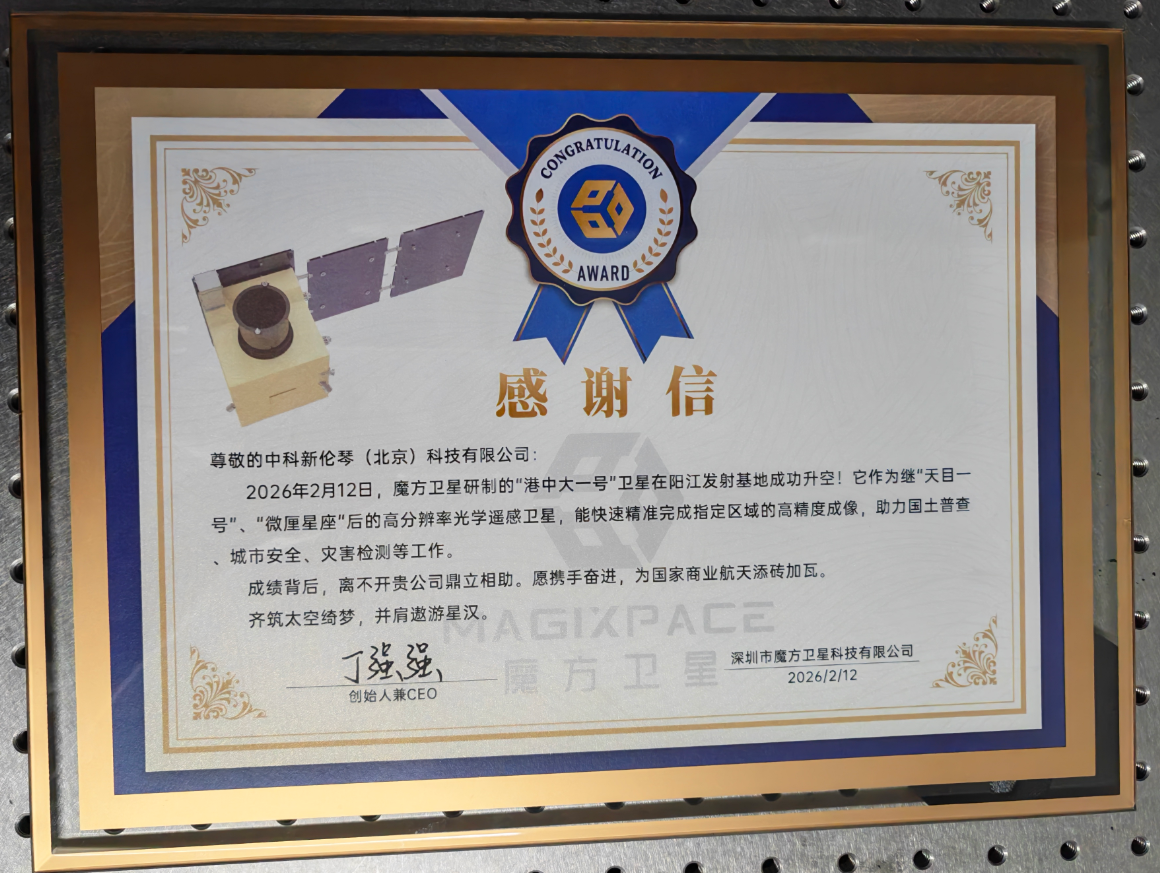 CONGRATULATION
AWARD
感谢信
尊敬的中科新伦琴（北京）科技有限公司：
2026年2月12日，魔方卫星研制的“港中大一号”卫星在阳江发射基地成功升空！它作为继“天目一
号”、“微厘星座”后的高分辨率光学遥感卫星，能快速精准完成指定区域的高精度成像，助力国土普查
、城市安全、灾害检测等工作。
成绩背后，离不开贵公司鼎立相助。愿携手奋进，为国家商业航天添砖加瓦。
齐筑太空绮梦，并肩遨游星汉。
MAGIXPACE
魔方卫星
丁强强
创始人兼CEO
深圳市魔方卫星科技有限公司
2026/2/12